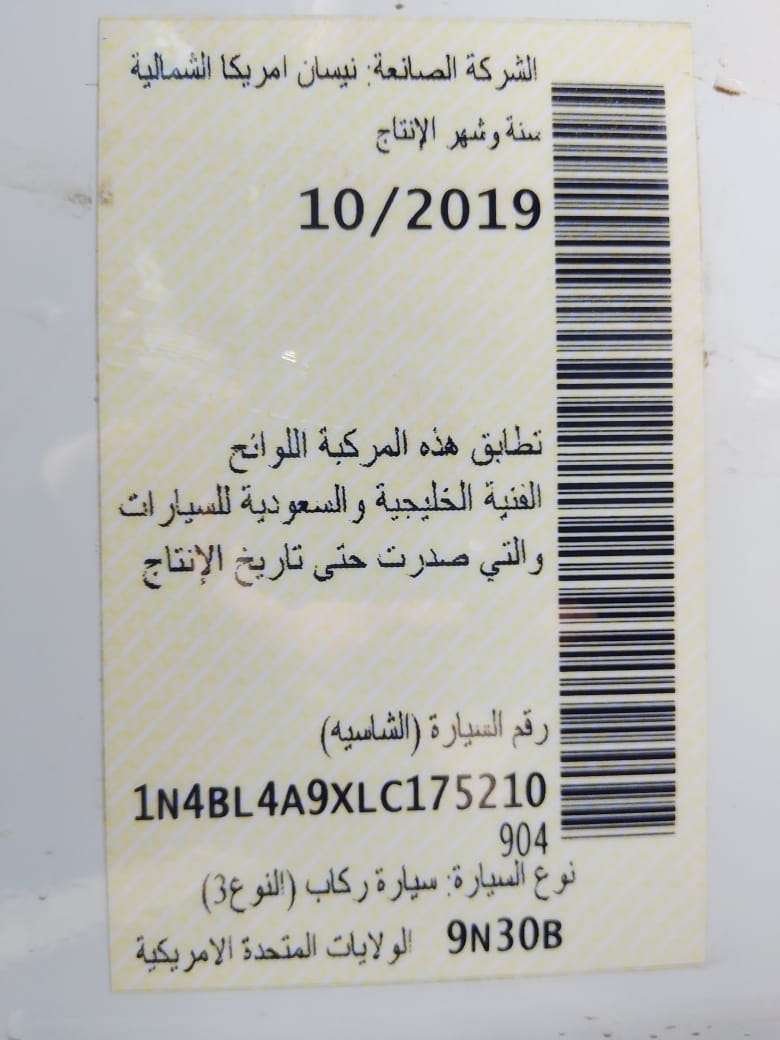 الشركة الصانعة: نيسان امريكا الشمالية
سنة وشهر الإنتاج
10/2019
تطابق هذه المركبة اللوائح
الفنية الخليجية والسعودية للسيارات
والتي صدرت حتى تاريخ الإنتاج
رقم السيارة (الشاسيه)
1N4BL4A9XLC175210
904
نوع السيارة: سيارة ركاب (النوع3)
9N30B الولايات المتحدة الامريكية